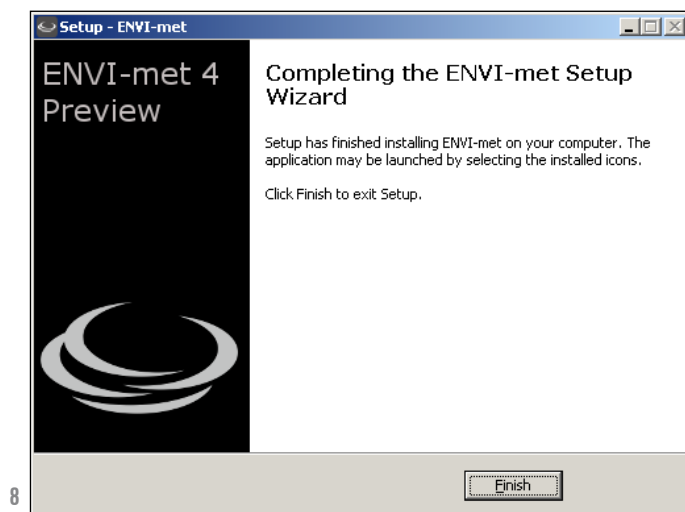 Setup - ENVI-met
ENVI-met 4
Preview
Completing the ENVI-met Setup
Wizard
Setup has finished installing ENVI-met on your computer. The
application may be launched by selecting the installed icons.
Click Finish to exit Setup.
Finish
8